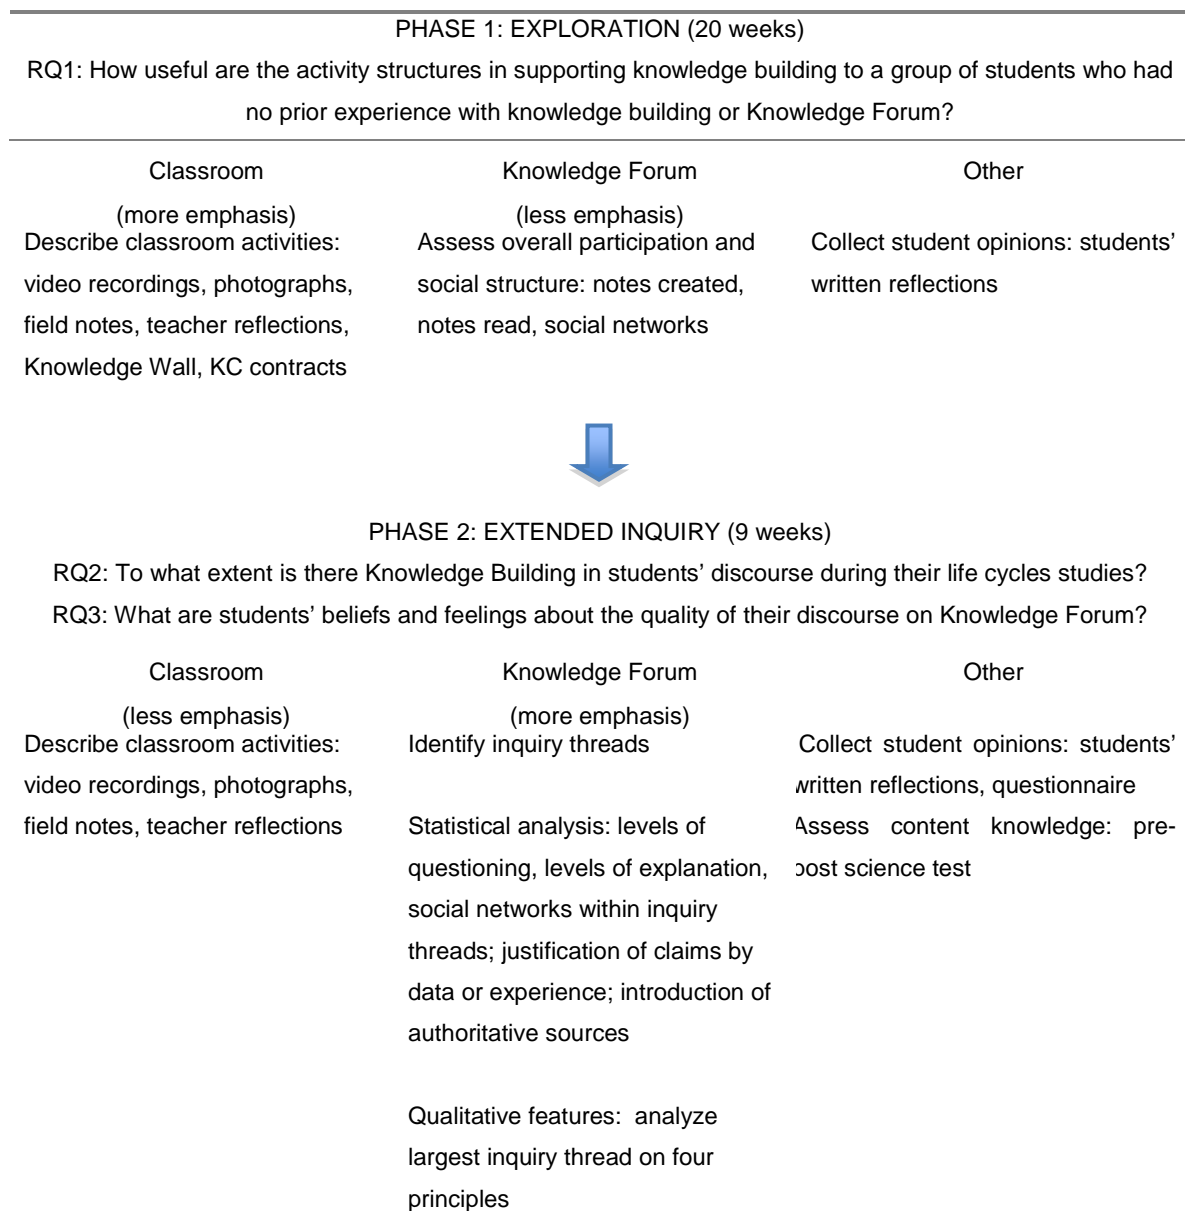 PHASE 1: EXPLORATION (20 weeks)
RQ1: How useful are the activity structures in supporting knowledge building to a group of students who had
no prior experience with knowledge building or Knowledge Forum?
Classroom
(more emphasis)
Describe classroom activities:
video recordings, photographs,
field notes, teacher reflections,
Knowledge Wall, KC contracts
Knowledge Forum
(less emphasis)
Assess overall participation and
social structure: notes created,
notes read, social networks
Other
Collect student opinions: students’
written reflections
PHASE 2: EXTENDED INQUIRY (9 weeks)
RQ2: To what extent is there Knowledge Building in students’ discourse during their life cycles studies?
RQ3: What are students’ beliefs and feelings about the quality of their discourse on Knowledge Forum?
Classroom
(less emphasis)
Describe classroom activities:
video recordings, photographs,
field notes, teacher reflections
Knowledge Forum
(more emphasis)
Identify inquiry threads
Statistical analysis: levels of
questioning, levels of explanation,
social networks within inquiry
threads; justification of claims by
data or experience; introduction of
authoritative sources
Qualitative features: analyze
largest inquiry thread on four
principles
Other
Collect student opinions: students’
written reflections, questionnaire
Assess content knowledge: pre-
post science test